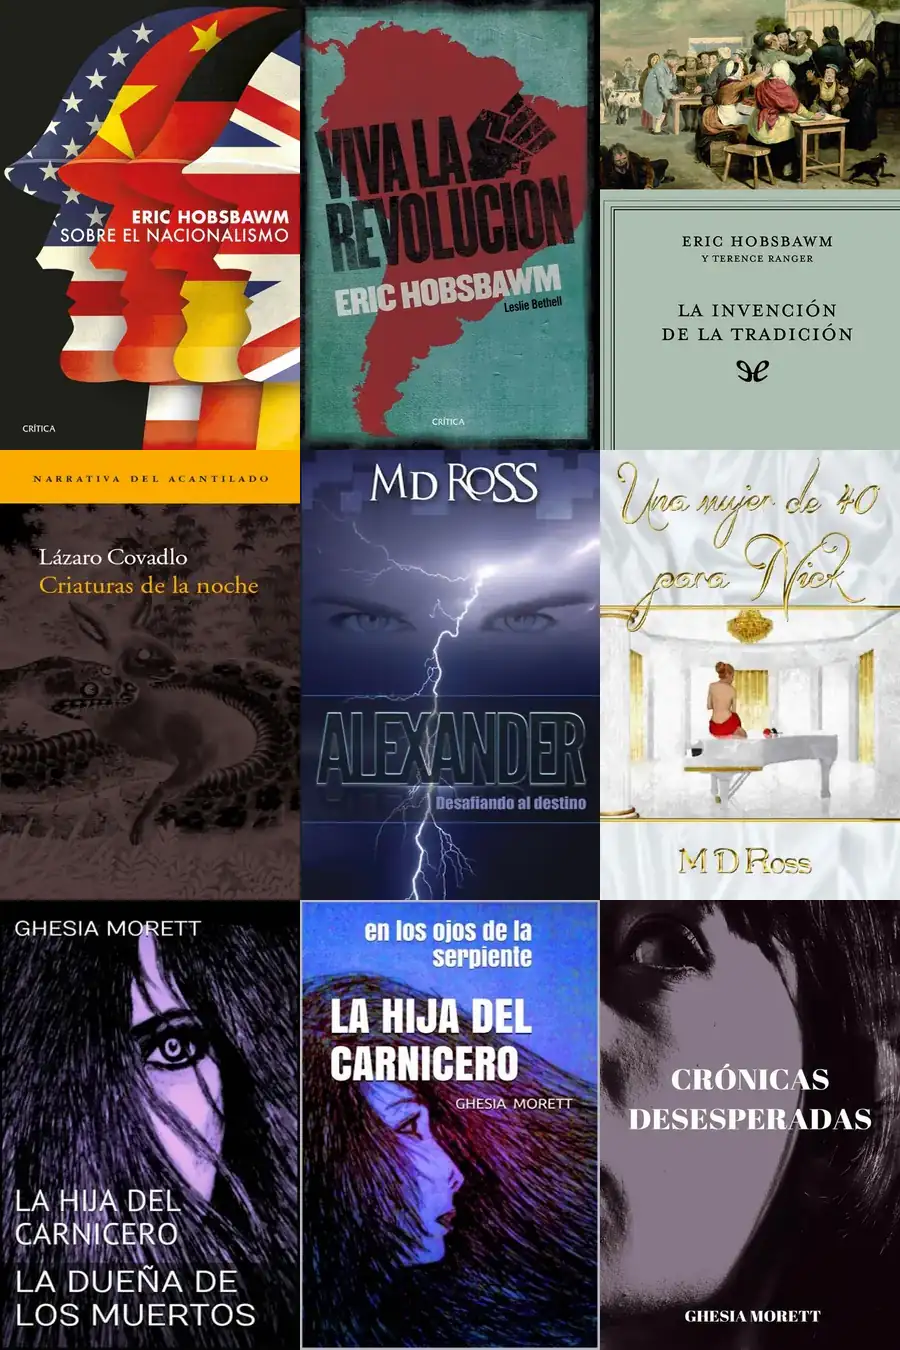 ERIC HOBSBAWM
SOBRE EL NACIONALISMO
CRÍTICA
VIVA LA
REVOLUCION
ERIC HOBSBAWM
Leslie Bethell
CRÍTICA
ERIC HOBSBAWM
Y TERENCE RANGER
LA INVENCIÓN
DE LA TRADICIÓN
NARRATIVA DEL ACANTILADO
Lázaro Covadlo
Criaturas de la noche
MD ROSS
ALEXANDER
Desafiando al destino
Una mujer de 40
para Nick
MD Ross
GHESIA MORETT
LA HIJA DEL
CARNICERO
LA DUEÑA DE
LOS MUERTOS
en los ojos de la
serpiente
LA HIJA DEL
CARNICERO
GHESIA MORETT
CRÓNICAS
DESESPERADAS
GHESIA MORETT